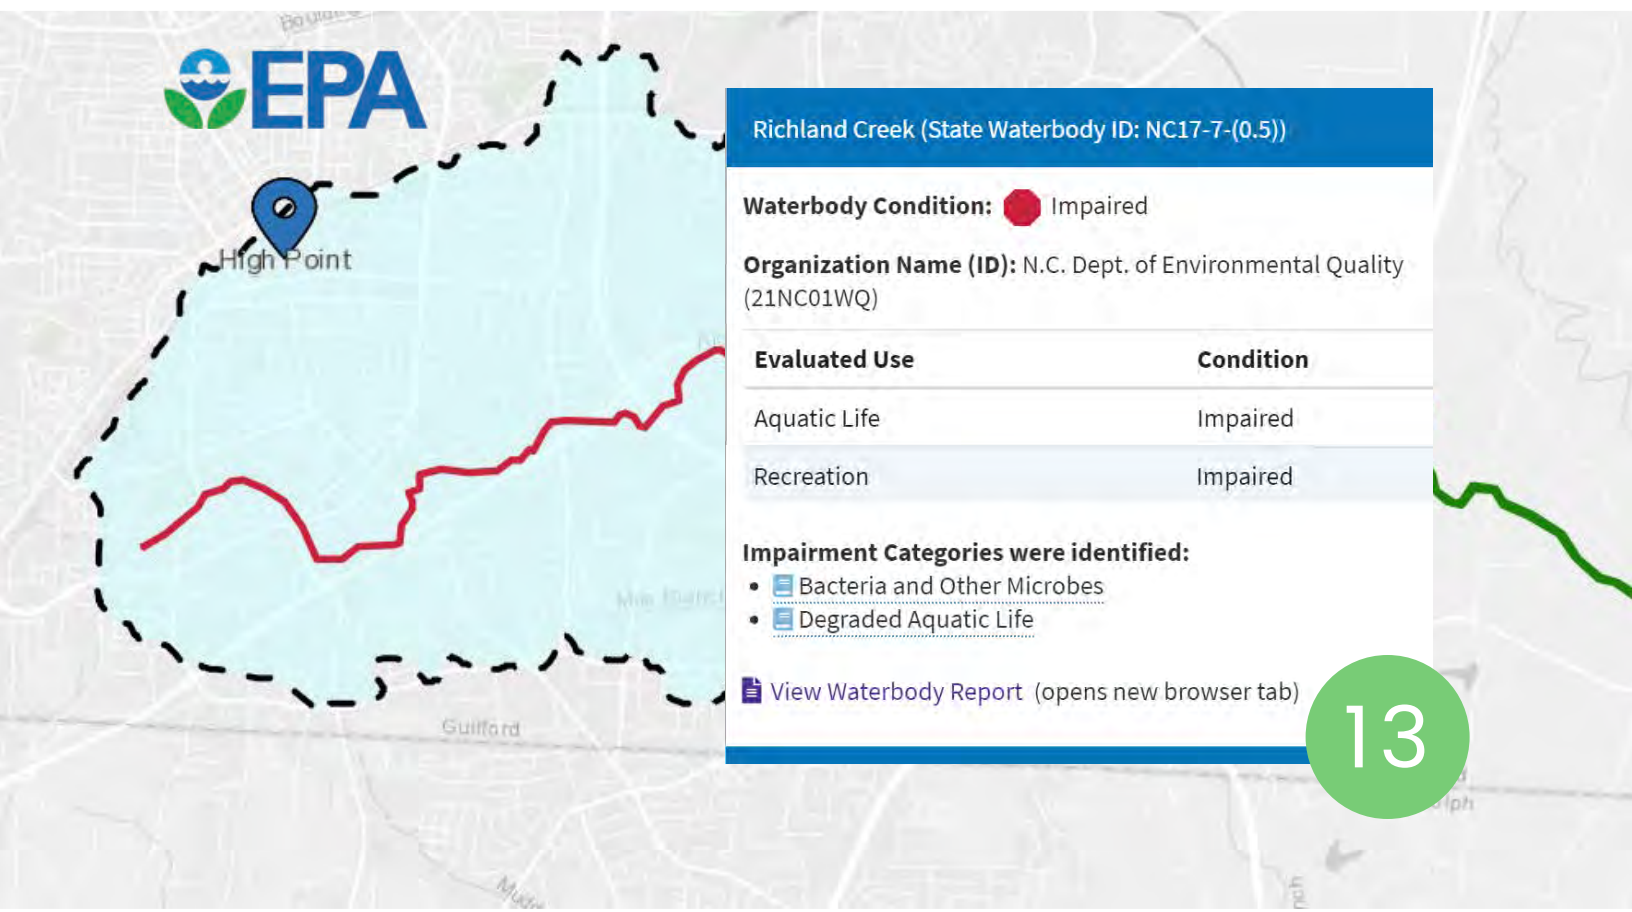 EPA
Richland Creek (State Waterbody ID: NC17-7-(0.5))
Waterbody Condition: Impaired
High Point
Organization Name (ID): N.C. Dept. of Environmental Quality
(21NC01WQ)
Evaluated Use Condition
Aquatic Life Impaired
Recreation Impaired
Impairment Categories were identified:
• Bacteria and Other Microbes
• Degraded Aquatic Life
View Waterbody Report (opens new browser tab)
Guilford
13